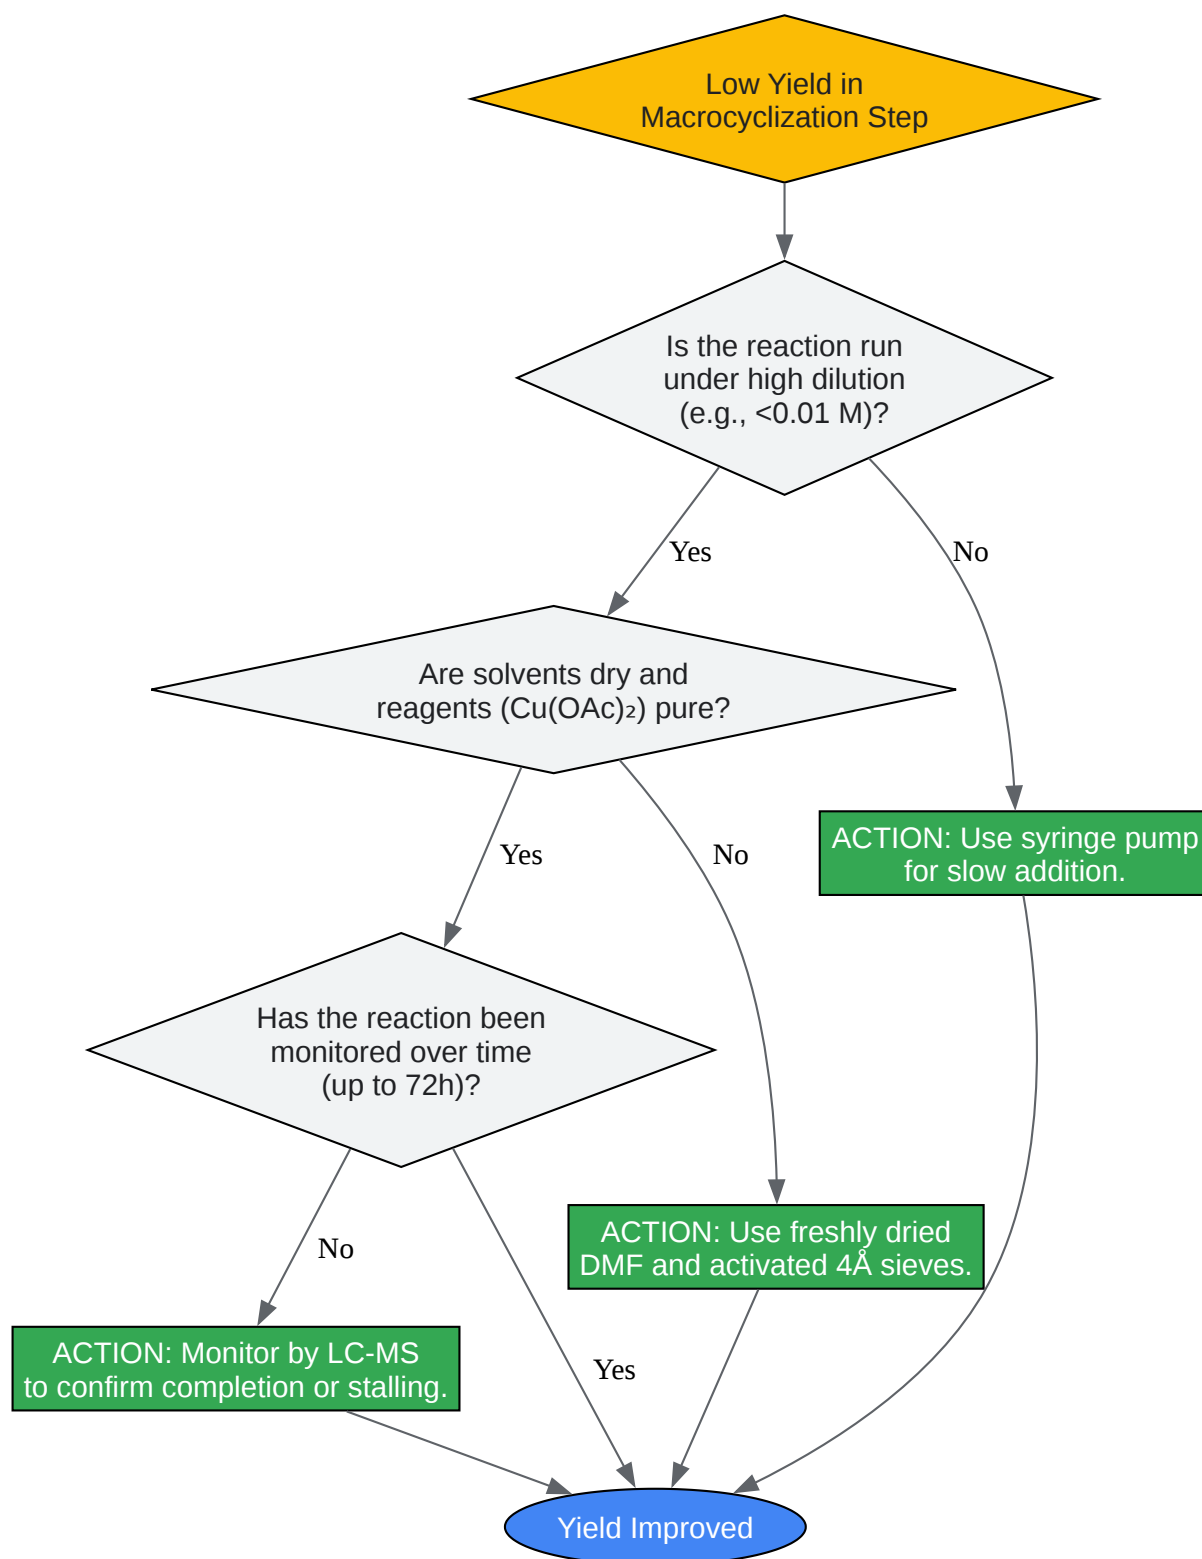 Low Yield in
Macrocyclization Step
Is the reaction run
under high dilution
(e.g., <0.01 M)?
Yes
No
Are solvents dry and
reagents (Cu(OAc)₂) pure?
Yes
No
ACTION: Use syringe pump
for slow addition.
Has the reaction been
monitored over time
(up to 72h)?
No
Yes
ACTION: Use freshly dried
DMF and activated 4Å sieves.
ACTION: Monitor by LC-MS
to confirm completion or stalling.
Yield Improved